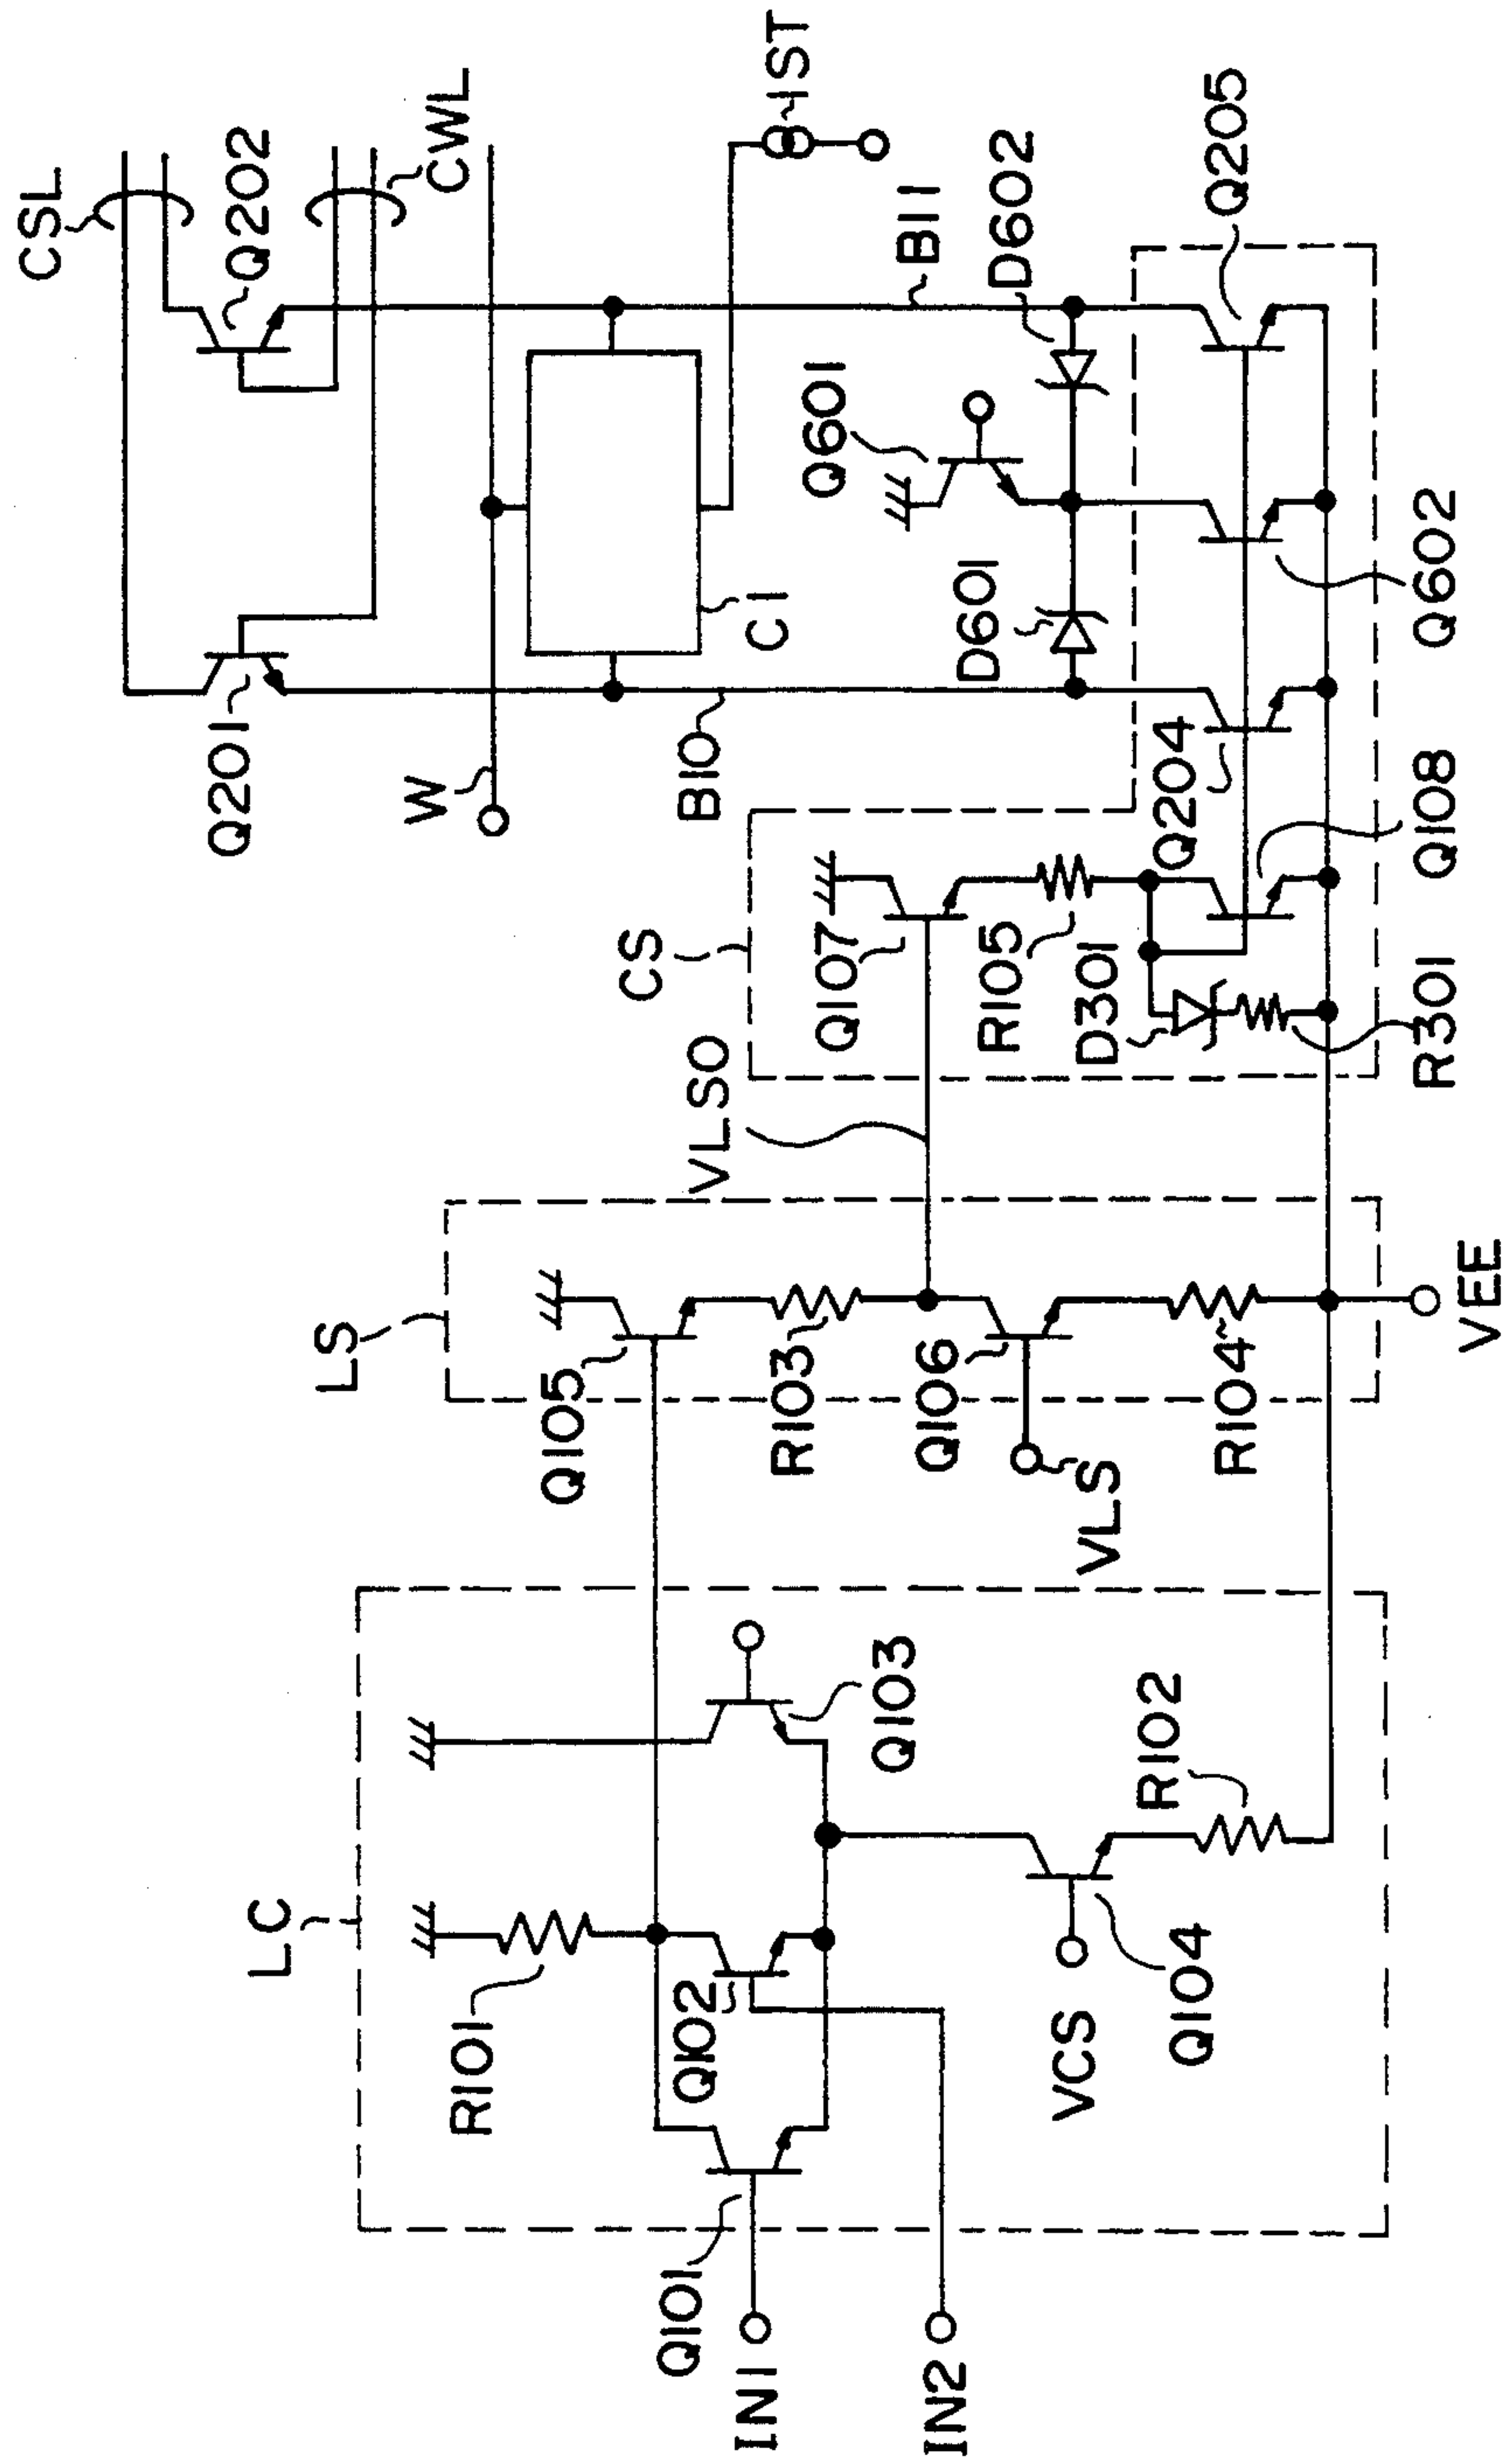 CSL
Q202
CWL
Q201
W
1ST
C1
B10
B11
Q601
D601
D602
CS
Q107
R105
D301
Q204
Q205
Q108
Q602
R301
VLSO
LS
Q105
R103
Q106
VLS
R104
VEE
LC
R101
Q102
Q103
Q101
IN1
IN2
VCS
Q104
R102